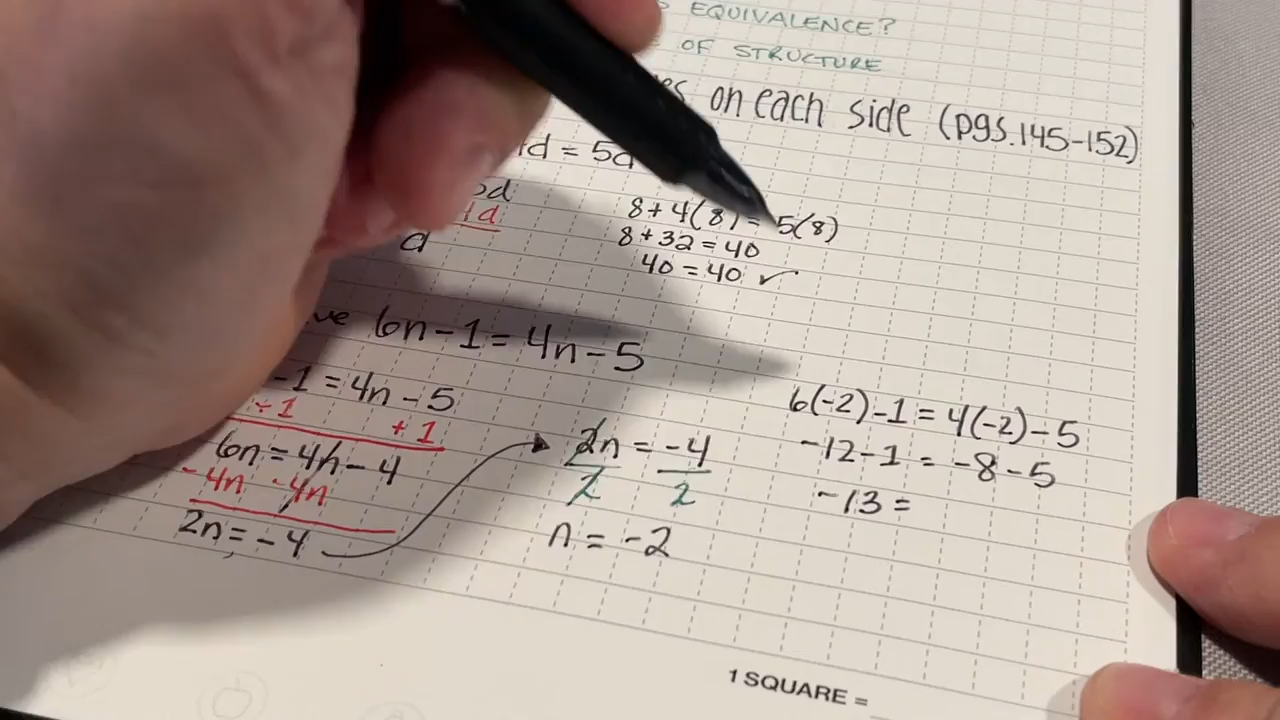 EQUIVALENCE?
OF STRUCTURE
on each side (pgs.145-152)
= 5d
8+4(8)=5(8)
8+32=40
40=40 ✓
d
6n-1=4n-5
-1=4n-5
+1 +1
6n=4n-4
-4n -4n
2n=-4
2n=-4
2 2
n=-2
6(-2)-1=4(-2)-5
-12-1=-8-5
-13=
1 SQUARE =